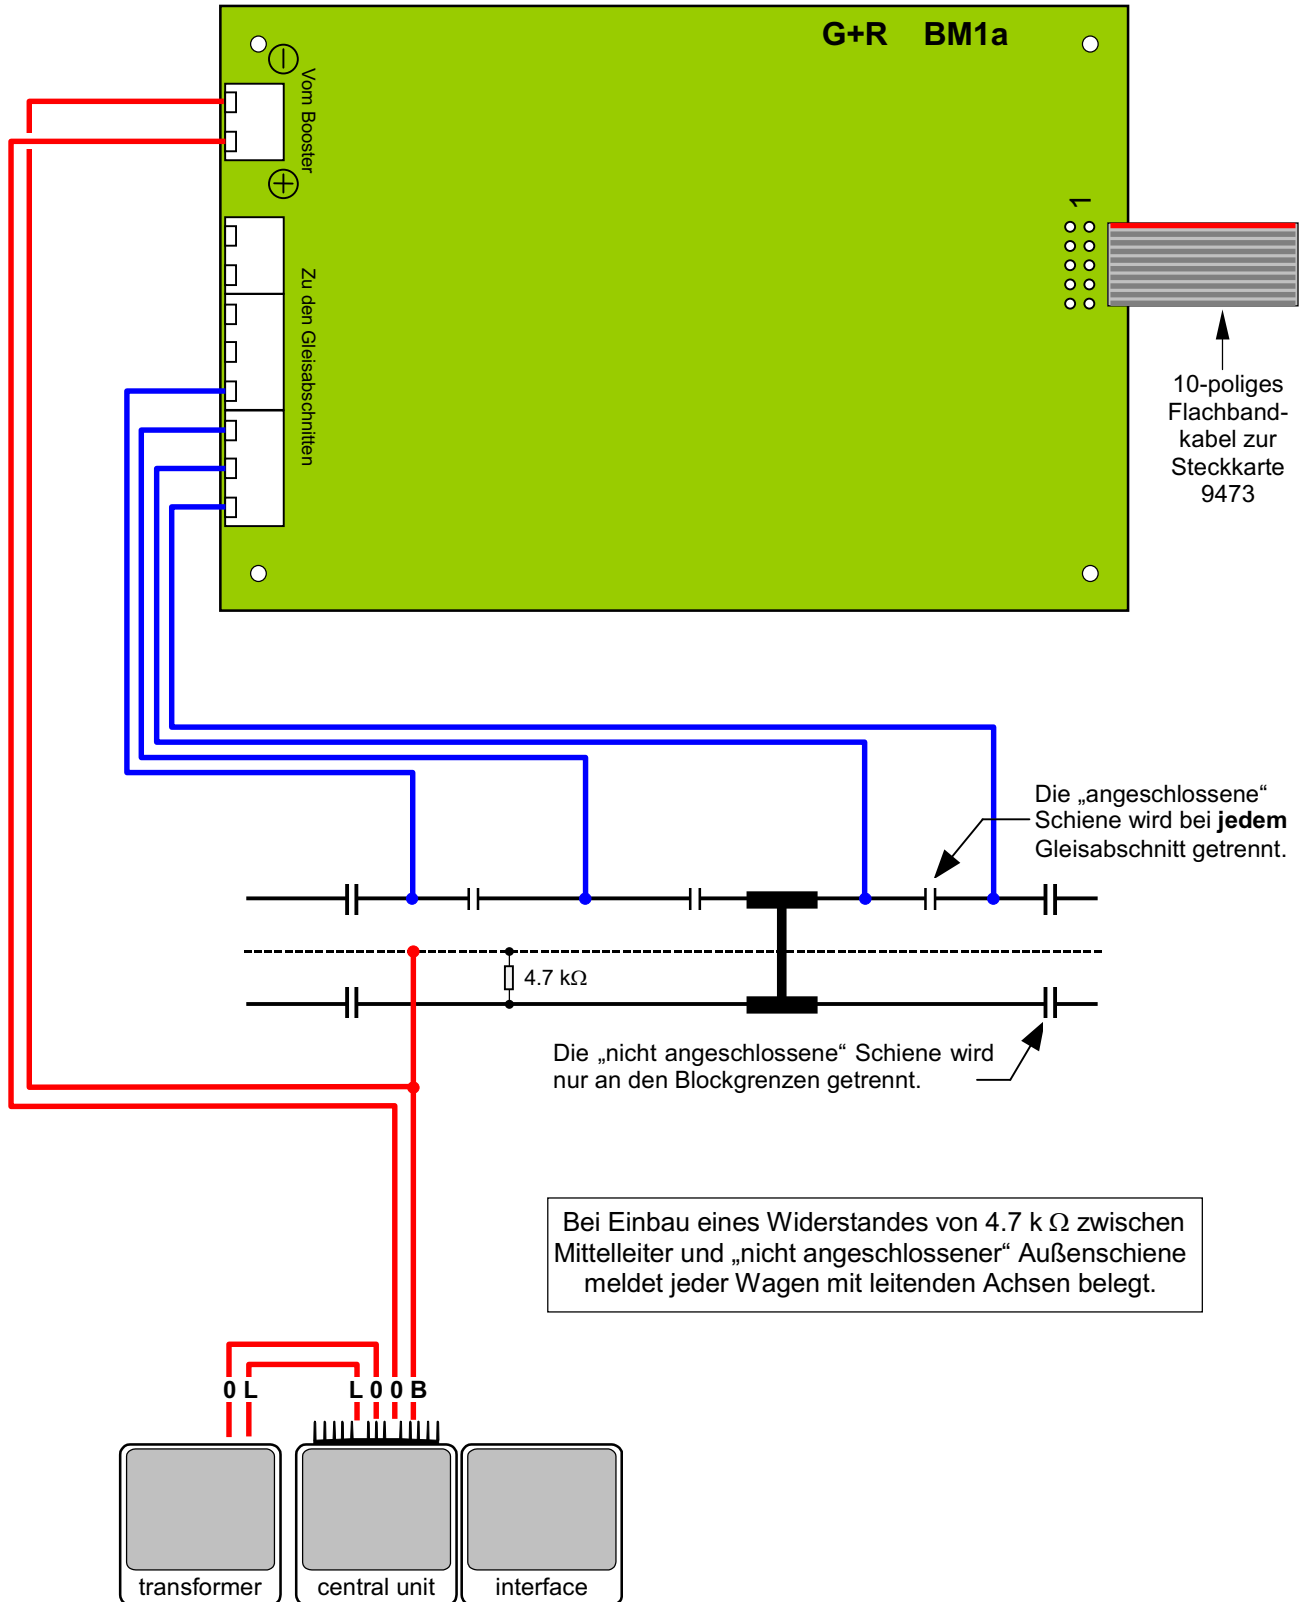 G+R BM1a
Vom Booster
1
Zu den Gleisabschnitten
10-poliges
Flachband-
kabel zur
Steckkarte
9473
Die „angeschlossene“
Schiene wird bei jedem
Gleisabschnitt getrennt.
4.7 kΩ
Die „nicht angeschlossene“ Schiene wird
nur an den Blockgrenzen getrennt.
Bei Einbau eines Widerstandes von 4.7 k Ω zwischen
Mittelleiter und „nicht angeschlossener“ Außenschiene
meldet jeder Wagen mit leitenden Achsen belegt.
0 L L 0 0 B
transformer central unit interface